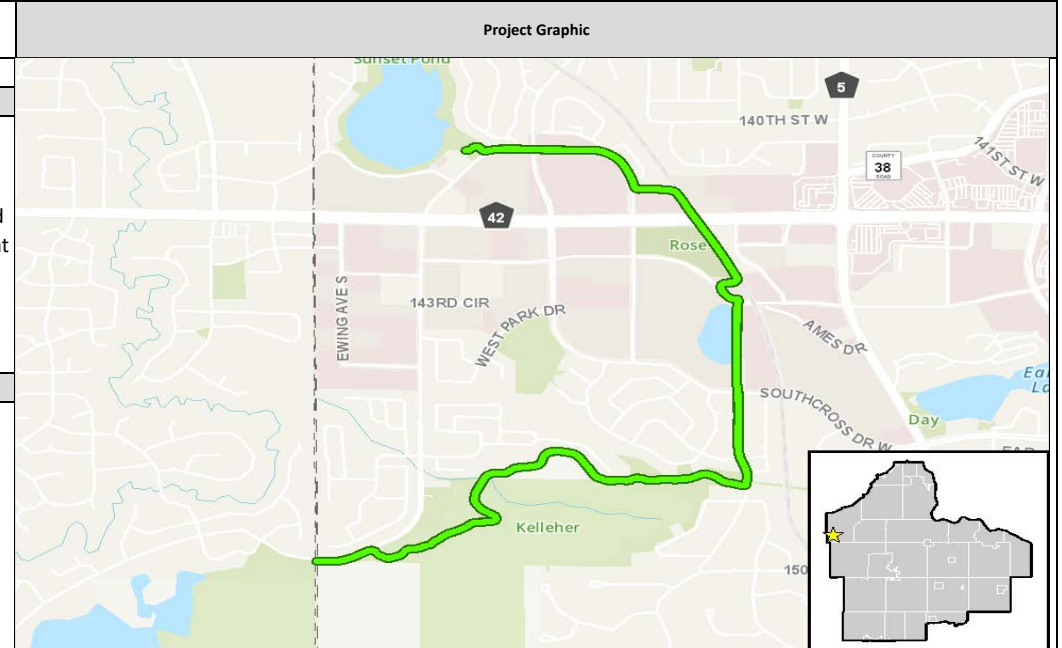 Project Graphic
Sunset Pond
5
140TH ST W
141ST ST W
COUNTY
38
ROAD
42
Rose
EWING AVE S
143RD CIR
WEST PARK DR
AMES DR
SOUTHCROSS DR W
Day
Kelleher
150